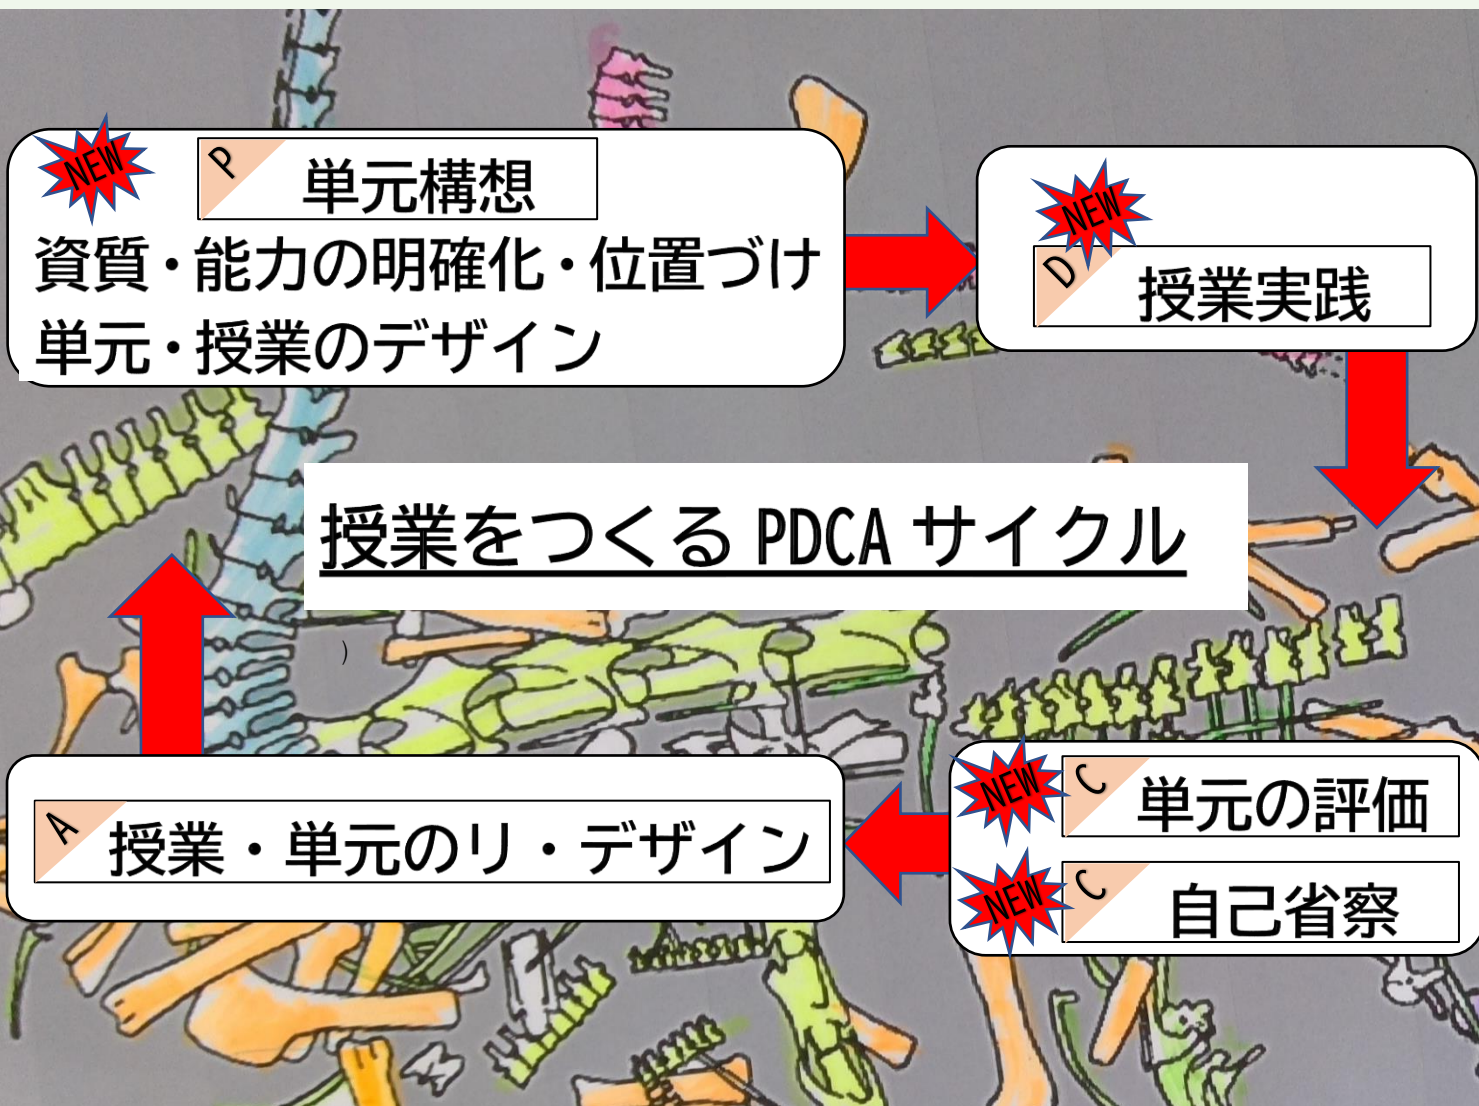 NEW
P
単元構想
資質・能力の明確化・位置づけ
単元・授業のデザイン
NEW
D
授業実践
授業をつくる PDCA サイクル
)
A
授業・単元のリ・デザイン
NEW
C
単元の評価
NEW
C
自己省察